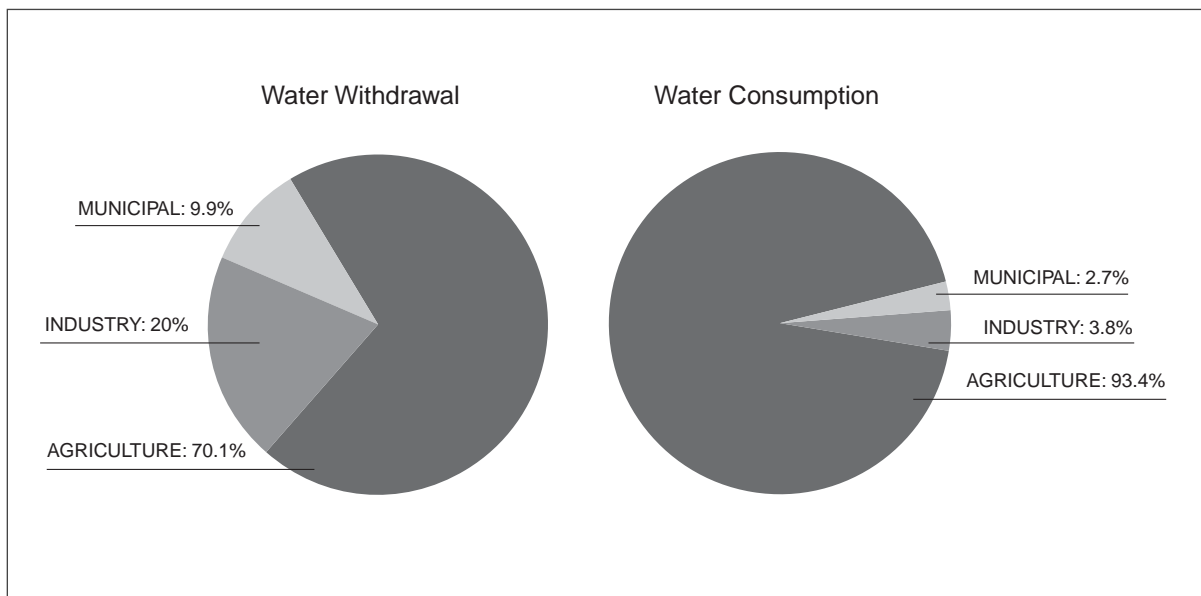 Water Withdrawal
MUNICIPAL: 9.9%
INDUSTRY: 20%
AGRICULTURE: 70.1%
Water Consumption
MUNICIPAL: 2.7%
INDUSTRY: 3.8%
AGRICULTURE: 93.4%